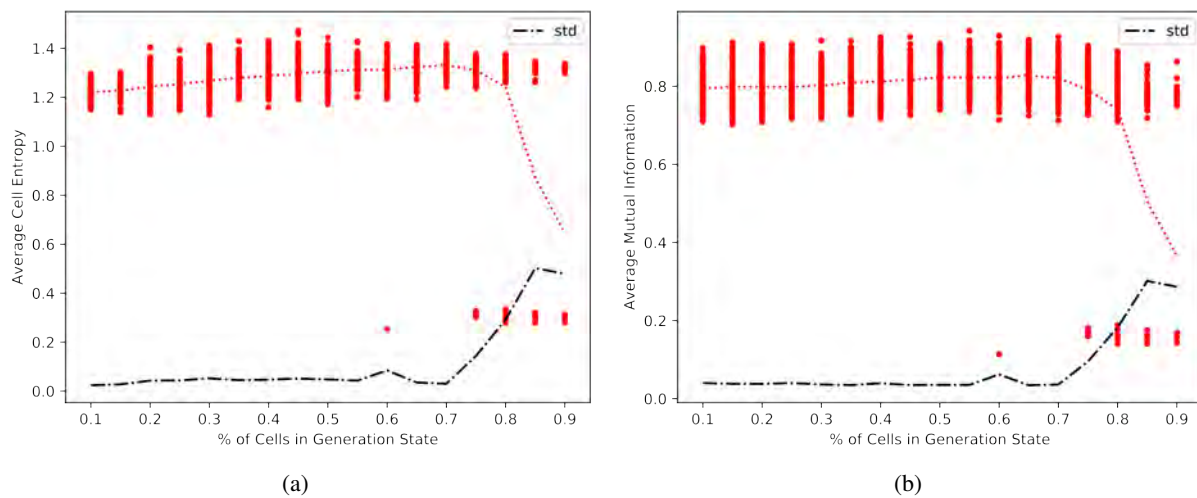 std
1.4
1.2
1.0
0.8
0.6
0.4
0.2
0.0
Average Cell Entropy
0.1 0.2 0.3 0.4 0.5 0.6 0.7 0.8 0.9
% of Cells in Generation State
(a)
std
0.8
0.6
0.4
0.2
0.0
Average Mutual Information
0.1 0.2 0.3 0.4 0.5 0.6 0.7 0.8 0.9
% of Cells in Generation State
(b)